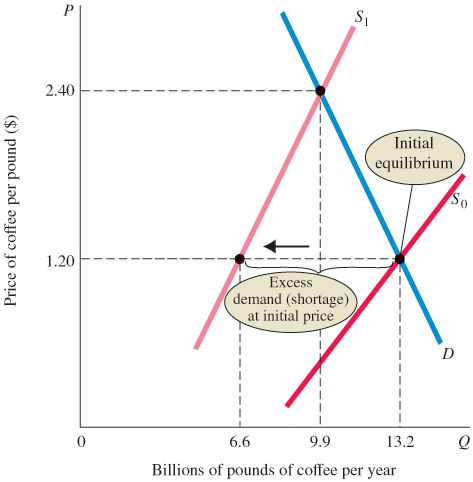 P
S1
2.40
Initial
equilibrium
S0
Price of coffee per pound ($)
1.20
Excess
demand (shortage)
at initial price
D
0
6.6
9.9
13.2
Q
Billions of pounds of coffee per year